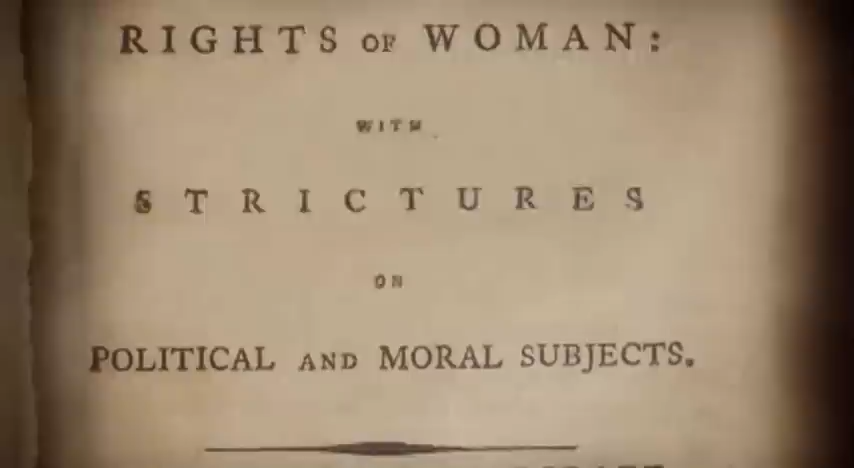 RIGHTS OF WOMAN:
WITH
STRICTURES
ON
POLITICAL AND MORAL SUBJECTS.